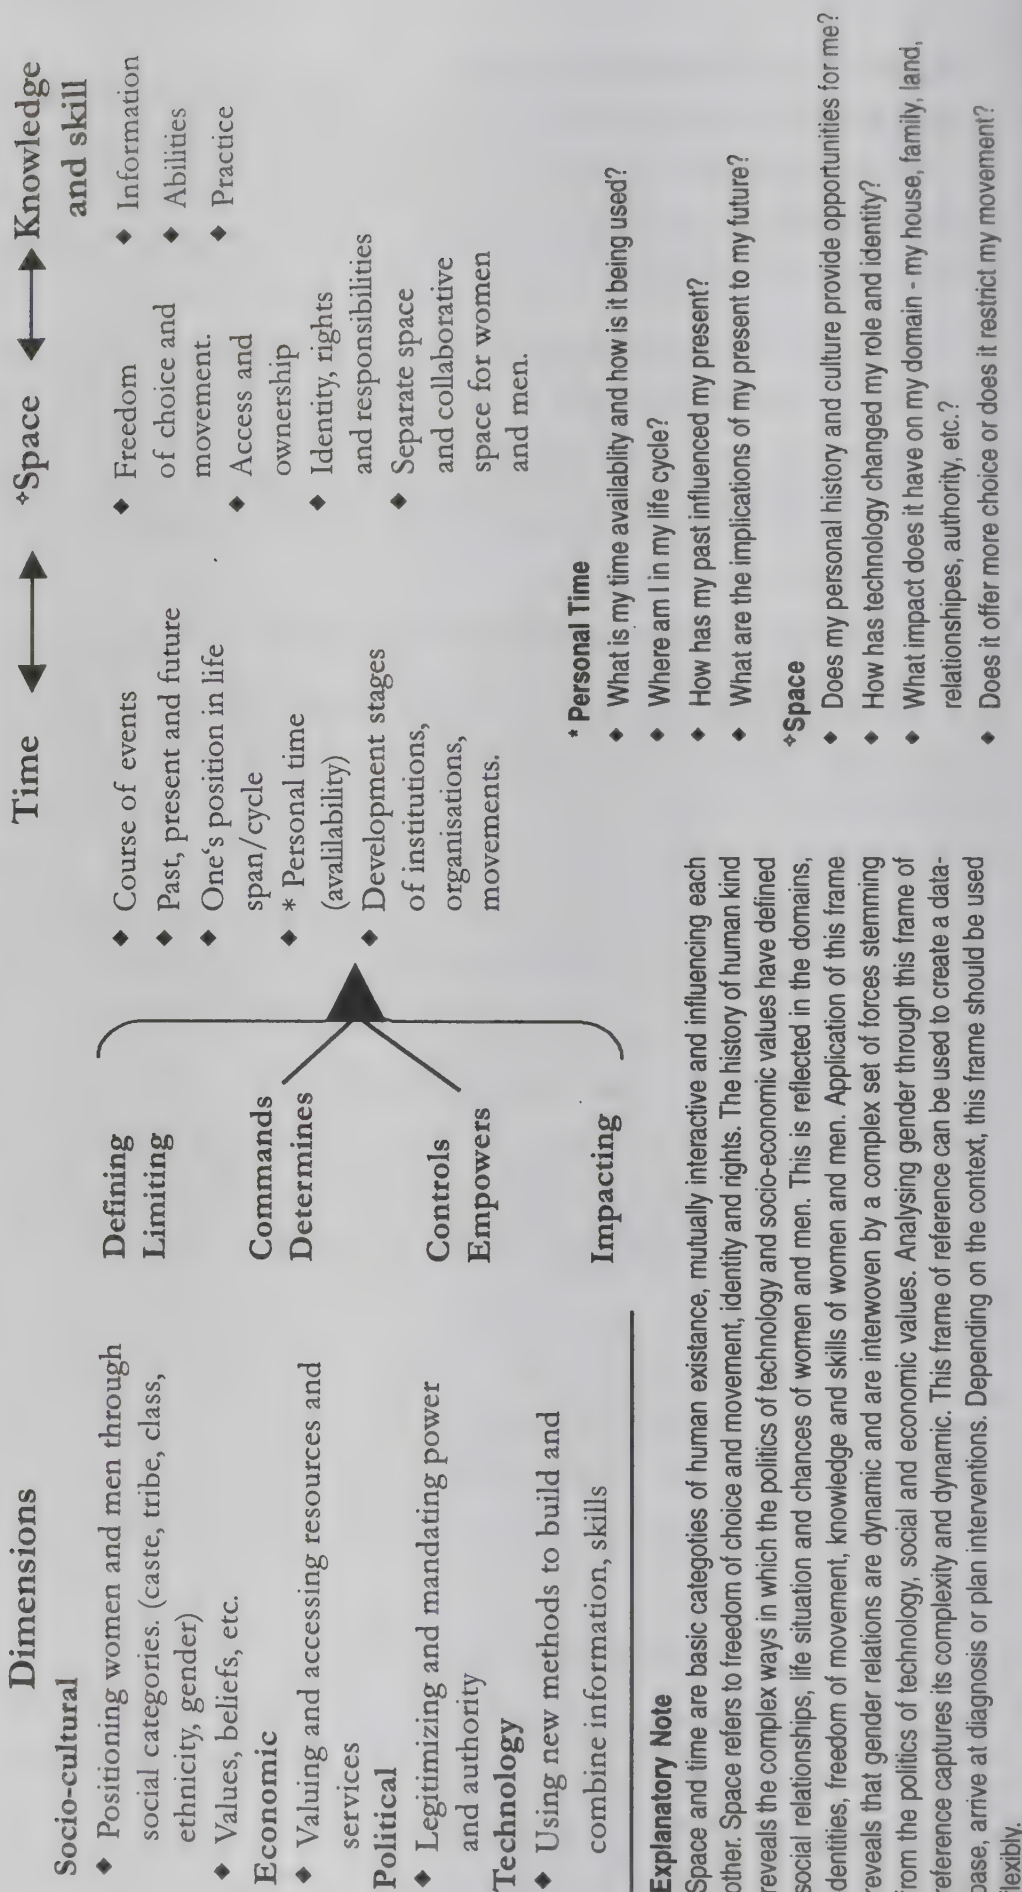 Dimensions
Socio-cultural
◆ Positioning women and men through
social categories. (caste, tribe, class,
ethnicity, gender)
◆ Values, beliefs, etc.
Economic
◆ Valuing and accessing resources and
services
Political
◆ Legitimizing and mandating power
and authority
Technology
◆ Using new methods to build and
combine information, skills
Defining
Limiting
Commands
Determines
Controls
Empowers
Impacting
Time
◆ Course of events
◆ Past, present and future
◆ One's position in life
span/cycle
◆ * Personal time
(avalilability)
◆ Development stages
of institutions,
organisations,
movements.
✧Space
◆ Freedom
of choice and
movement.
◆ Access and
ownership
◆ Identity, rights
and responsibilities
◆ Separate space
and collaborative
space for women
and men.
Knowledge
and skill
◆ Information
◆ Abilities
◆ Practice
* Personal Time
◆ What is my time availability and how is it being used?
◆ Where am I in my life cycle?
◆ How has my past influenced my present?
◆ What are the implications of my present to my future?
✧Space
◆ Does my personal history and culture provide opportunities for me?
◆ How has technology changed my role and identity?
◆ What impact does it have on my domain - my house, family, land,
relationshipes, authority, etc.?
◆ Does it offer more choice or does it restrict my movement?
Explanatory Note
Space and time are basic categoties of human existance, mutually interactive and influencing each
other. Space refers to freedom of choice and movement, identity and rights. The history of human kind
reveals the complex ways in which the politics of technology and socio-economic values have defined
social relationships, life situation and chances of women and men. This is reflected in the domains,
dentities, freedom of movement, knowledge and skills of women and men. Application of this frame
reveals that gender relations are dynamic and are interwoven by a complex set of forces stemming
rom the politics of technology, social and economic values. Analysing gender through this frame of
reference captures its complexity and dynamic. This frame of reference can be used to create a data-
base, arrive at diagnosis or plan interventions. Depending on the context, this frame should be used
flexibly.